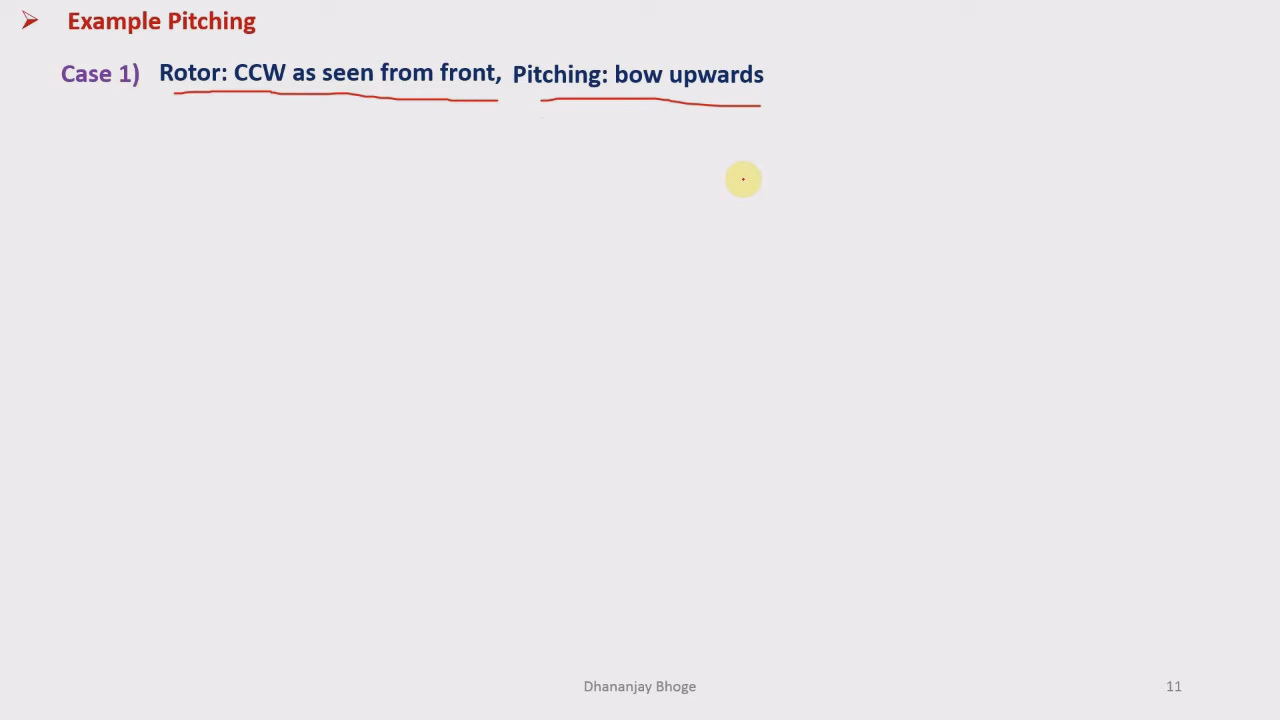 Example Pitching
Case 1) Rotor: CCW as seen from front, Pitching: bow upwards
Dhananjay Bhoge 11